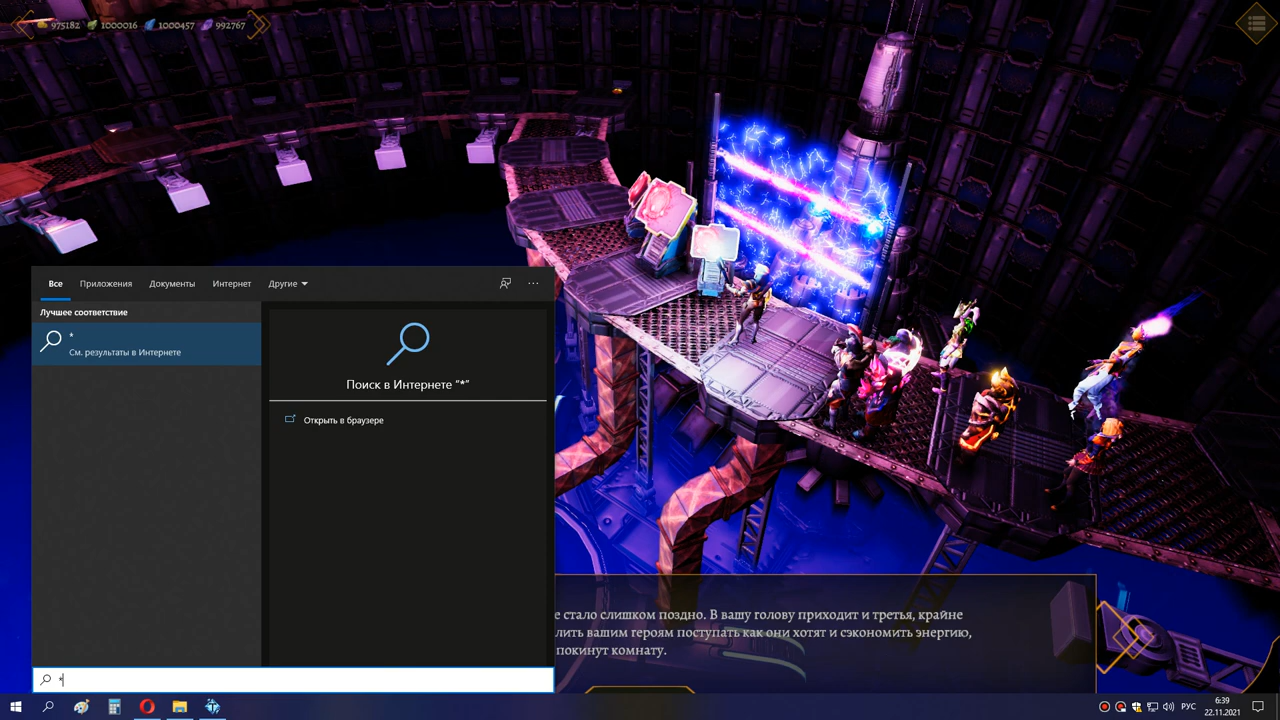 975182 1000016 1000457 992767
Все Приложения Документы Интернет Другие
Лучшее соответствие
*
См. результаты в Интернете
Поиск в Интернете "*"
Открыть в браузере
е стало слишком поздно. В вашу голову приходит и третья, крайне
лить вашим героям поступать как они хотят и сэкономить энергию,
покинут комнату.
*
РУС
6:39
22.11.2021